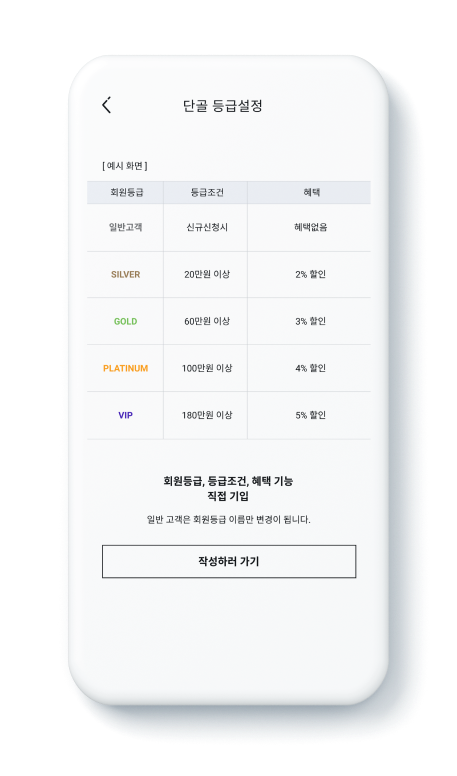 단골 등급설정
[ 예시 화면 ]
회원등급 등급조건 혜택
일반고객 신규신청시 혜택없음
SILVER 20만원 이상 2% 할인
GOLD 60만원 이상 3% 할인
PLATINUM 100만원 이상 4% 할인
VIP 180만원 이상 5% 할인
회원등급, 등급조건, 혜택 기능
직접 기입
일반 고객은 회원등급 이름만 변경이 됩니다.
작성하러 가기